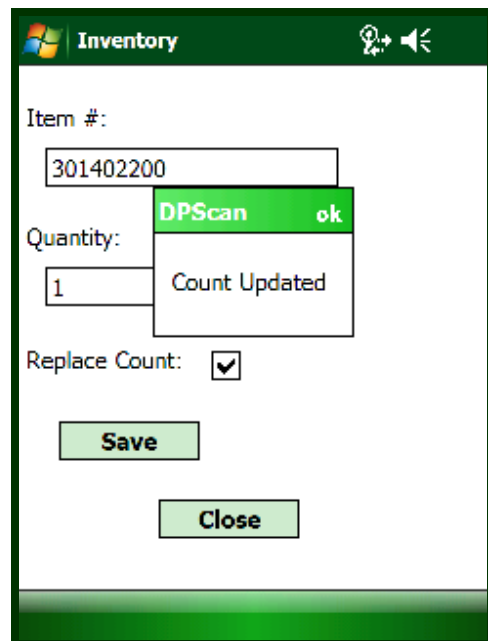 Inventory
Item #:
301402200
DPScan ok
Quantity:
1
Count Updated
Replace Count:
Save
Close